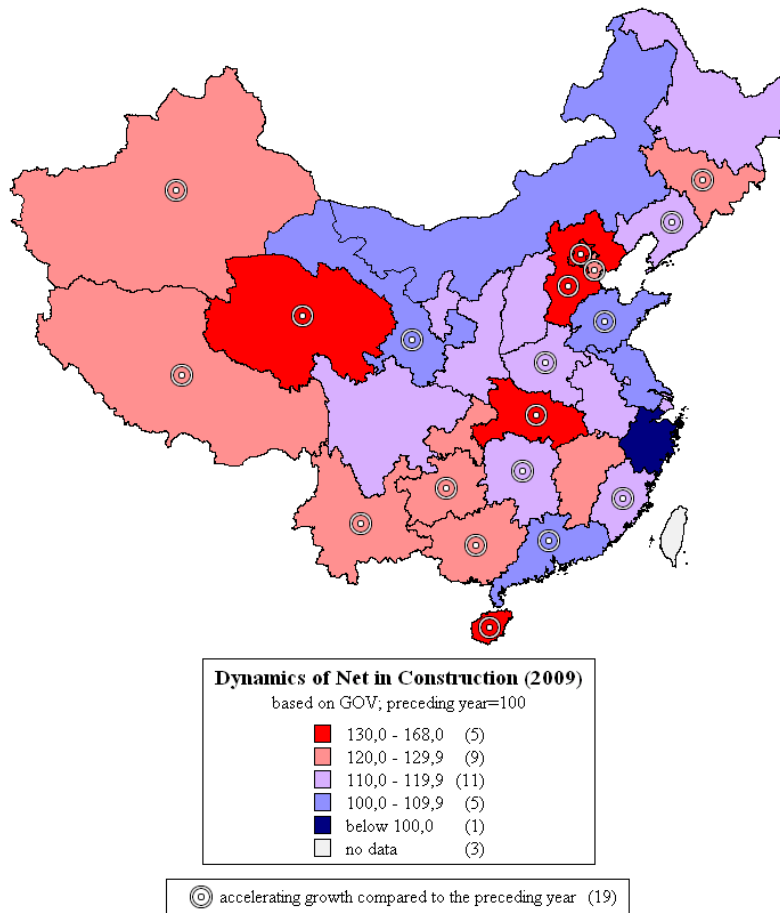 Dynamics of Net in Construction (2009)
based on GOV; preceding year=100
130,0 - 168,0 (5)
120,0 - 129,9 (9)
110,0 - 119,9 (11)
100,0 - 109,9 (5)
below 100,0 (1)
no data (3)
accelerating growth compared to the preceding year (19)